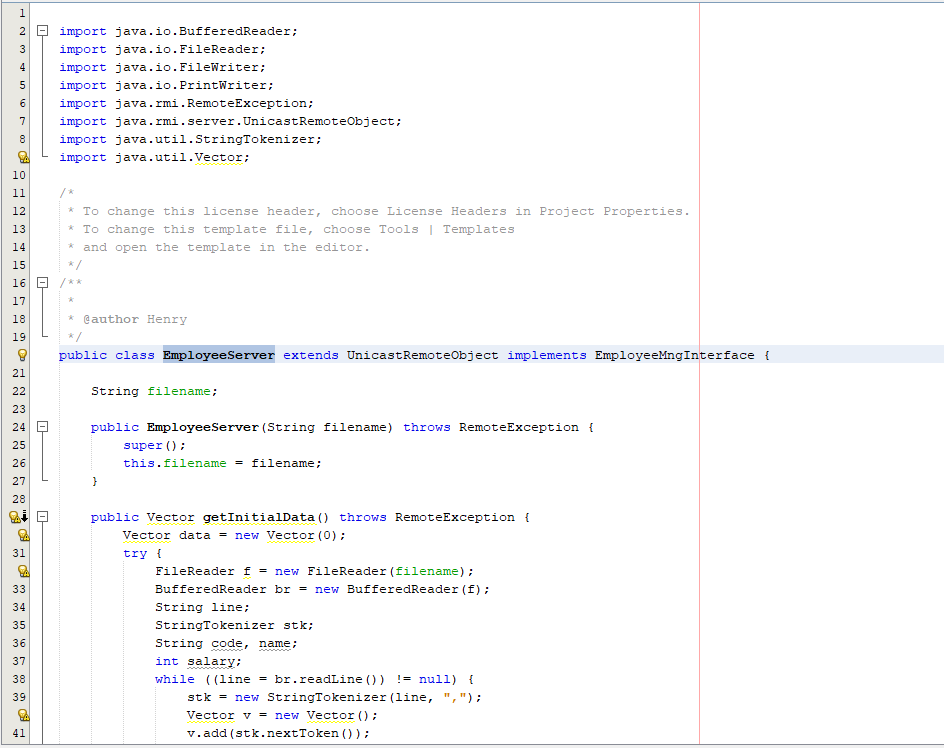 1
2 import java.io.BufferedReader;
3 import java.io.FileReader;
4 import java.io.FileWriter;
5 import java.io.PrintWriter;
6 import java.rmi.RemoteException;
7 import java.rmi.server.UnicastRemoteObject;
8 import java.util.StringTokenizer;
import java.util.Vector;
10
11 /*
12 * To change this license header, choose License Headers in Project Properties.
13 * To change this template file, choose Tools | Templates
14 * and open the template in the editor.
15 */
16 /**
17 *
18 * @author Henry
19 */
public class EmployeeServer extends UnicastRemoteObject implements EmployeeMngInterface {
21
22 String filename;
23
24 public EmployeeServer(String filename) throws RemoteException {
25 super();
26 this.filename = filename;
27 }
28
public Vector getInitialData() throws RemoteException {
Vector data = new Vector(0);
31 try {
FileReader f = new FileReader(filename);
33 BufferedReader br = new BufferedReader(f);
34 String line;
35 StringTokenizer stk;
36 String code, name;
37 int salary;
38 while ((line = br.readLine()) != null) {
39 stk = new StringTokenizer(line, ",");
Vector v = new Vector();
41 v.add(stk.nextToken());